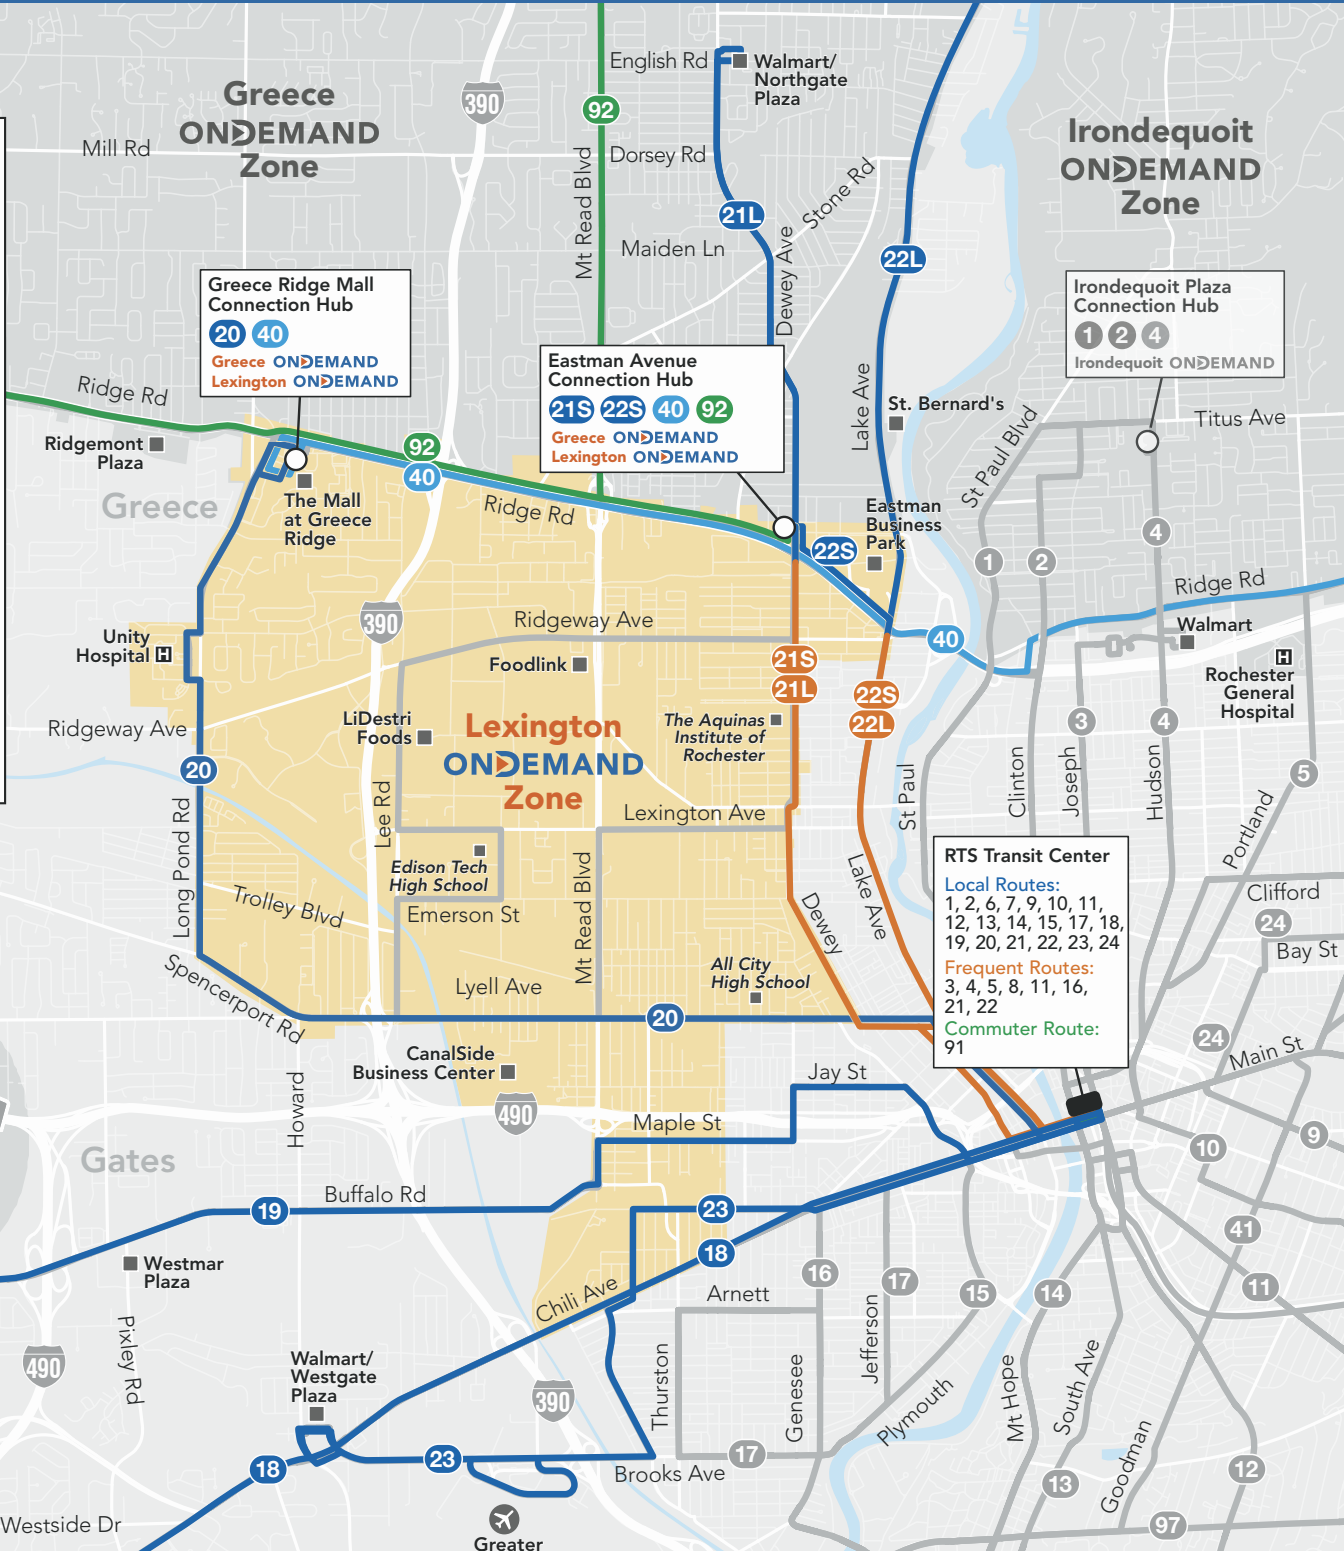 English Rd
Walmart/
Northgate
Plaza
Greece
ONDEMAND
Zone
390
92
Irondequoit
ONDEMAND
Zone
Mill Rd
Mt Read Blvd
Dorsey Rd
Stone Rd
21L
Maiden Ln
Dewey Ave
22L
Greece Ridge Mall
Connection Hub
20 40
Greece ONDEMAND
Lexington ONDEMAND
Irondequoit Plaza
Connection Hub
1 2 4
Irondequoit ONDEMAND
Eastman Avenue
Connection Hub
21S 22S 40 92
Greece ONDEMAND
Lexington ONDEMAND
Ridge Rd
Lake Ave
St. Bernard's
St Paul Blvd
Titus Ave
Ridgemont
Plaza
92
40
Greece
The Mall
at Greece
Ridge
Ridge Rd
Eastman
Business
Park
22S
4
1
2
Ridge Rd
390
Ridgeway Ave
Unity
Hospital H
Foodlink
40
Walmart
H
Rochester
General
Hospital
21S
21L
22S
22L
Ridgeway Ave
LiDestri
Foods
Lexington
ONDEMAND
Zone
The Aquinas
Institute of
Rochester
3
4
5
20
Lee Rd
Long Pond Rd
Lexington Ave
St Paul
Clinton
Joseph
Hudson
Portland
Edison Tech
High School
Trolley Blvd
Emerson St
Mt Read Blvd
Dewey
Lake Ave
RTS Transit Center
Local Routes:
1, 2, 6, 7, 9, 10, 11,
12, 13, 14, 15, 17, 18,
19, 20, 21, 22, 23, 24
Frequent Routes:
3, 4, 5, 8, 11, 16,
21, 22
Commuter Route:
91
Clifford
24
Bay St
Spencerport Rd
Lyell Ave
All City
High School
20
24
Main St
CanalSide
Business Center
Jay St
Howard
490
Maple St
9
10
Gates
Buffalo Rd
19
23
18
41
Westmar
Plaza
Chili Ave
Arnett
16
17
15
14
11
490
Pixley Rd
Walmart/
Westgate
Plaza
390
Thurston
Genesee
Jefferson
Plymouth
Mt Hope
South Ave
Goodman
18
23
Brooks Ave
17
13
12
Westside Dr
Greater
97